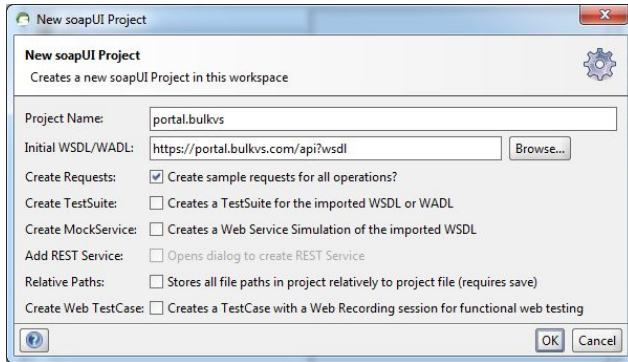 New soapUI Project
New soapUI Project
Creates a new soapUI Project in this workspace
Project Name: portal.bulkvs
Initial WSDL/WADL: https://portal.bulkvs.com/api?wsdl Browse...
Create Requests: Create sample requests for all operations?
Create TestSuite: Creates a TestSuite for the imported WSDL or WADL
Create MockService: Creates a Web Service Simulation of the imported WSDL
Add REST Service: Opens dialog to create REST Service
Relative Paths: Stores all file paths in project relatively to project file (requires save)
Create Web TestCase: Creates a TestCase with a Web Recording session for functional web testing
? OK Cancel